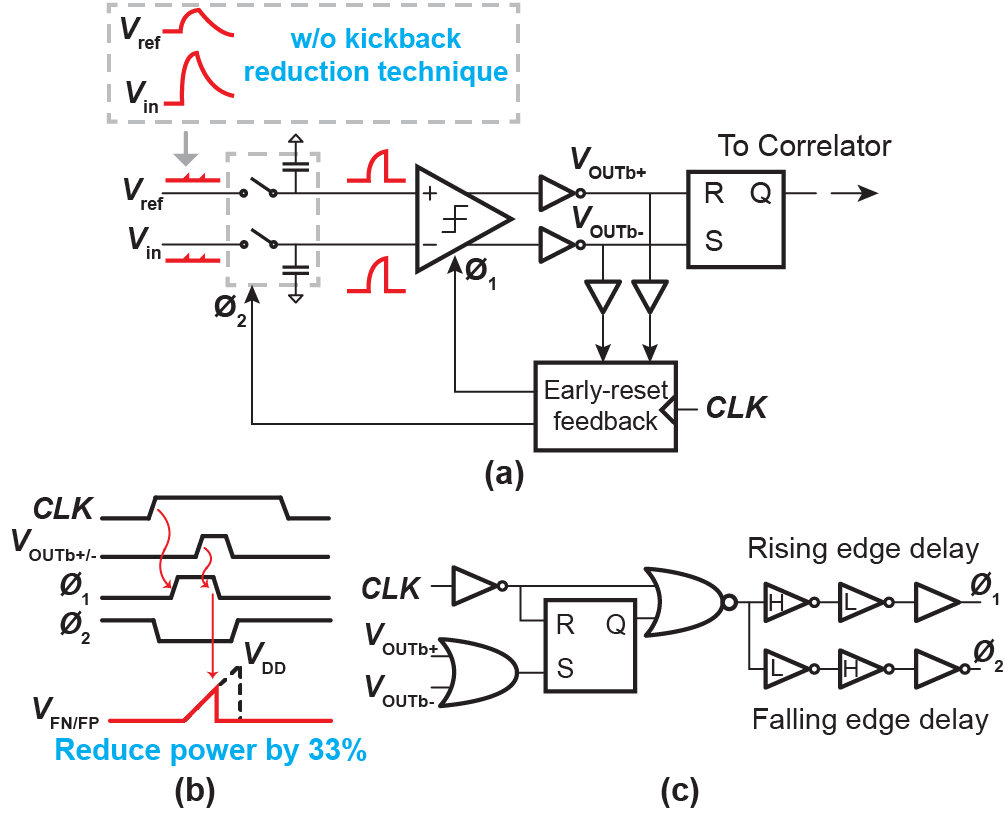 w/o kickback
reduction technique
Vref
Vin
To Correlator
Vref
Vin
+
−
VOUTb+
VOUTb-
R Q
S
Ø1
Ø2
Early-reset
feedback
CLK
(a)
CLK
VOUTb+/-
Ø1
Ø2
VDD
VFN/FP
Reduce power by 33%
(b)
Rising edge delay
CLK
R Q
S
VOUTb+
VOUTb-
H L
Ø1
L H
Ø2
Falling edge delay
(c)